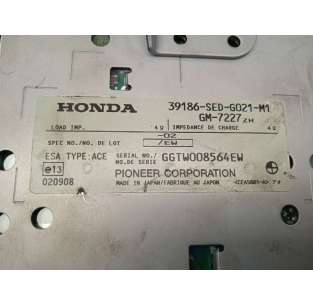 HONDA
39186-SED-G021-M1
GM-7227ZH
LOAD IMP. 4Ω IMPEDANCE DE CHARGE 4Ω
SPEC NO./NO. DE LOT -02 /EW
ESA TYPE:ACE SERIAL NO./ NO.DE SERIE GGTW008564EW
e13
PIONEER CORPORATION
020908
MADE IN JAPAN/FABRIQUE AU JAPON